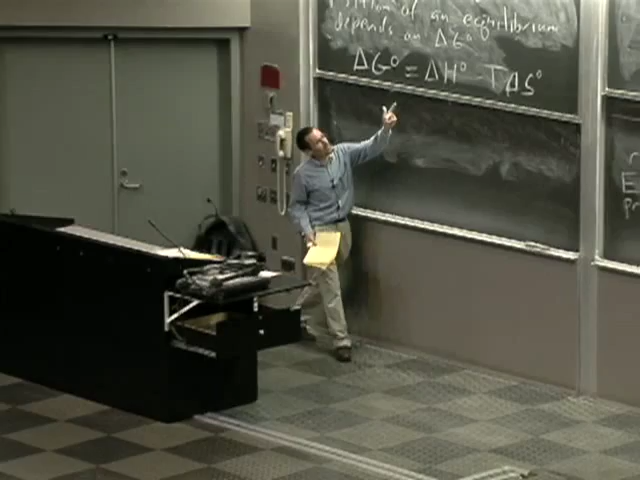 position of an equilibrium
depends on ΔG°
ΔG° = ΔH° - TΔS°